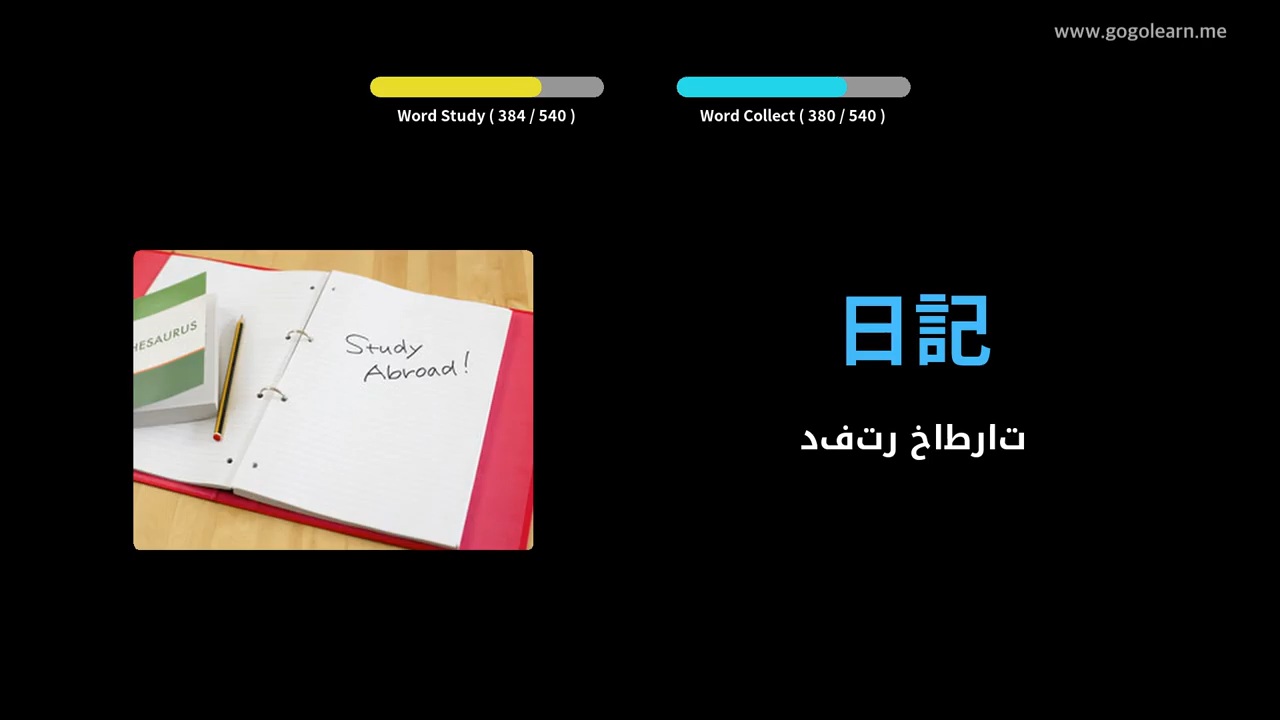 www.gogolearn.me
Word Study ( 384 / 540 )
Word Collect ( 380 / 540 )
HESAURUS
Study
Abroad!
日記
تارطاخ رتفد